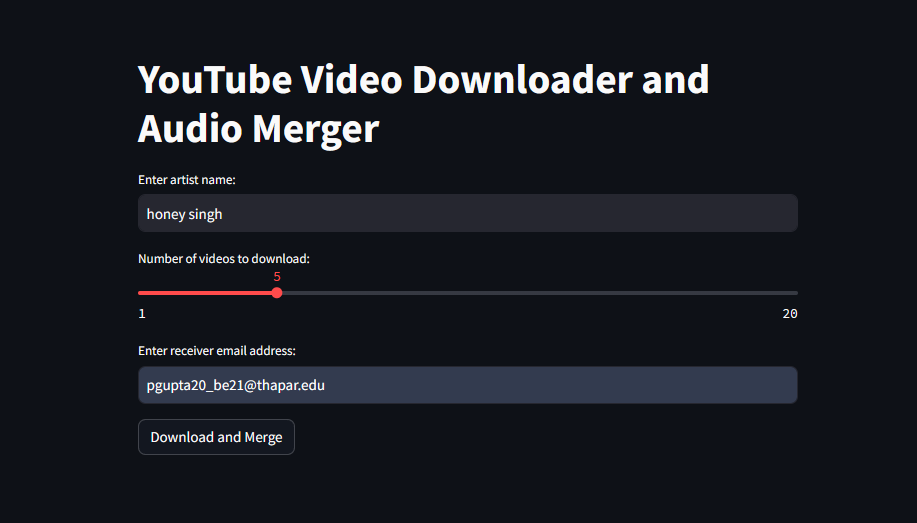 YouTube Video Downloader and
Audio Merger
Enter artist name:
honey singh
Number of videos to download:
5
1 20
Enter receiver email address:
pgupta20_be21@thapar.edu
Download and Merge